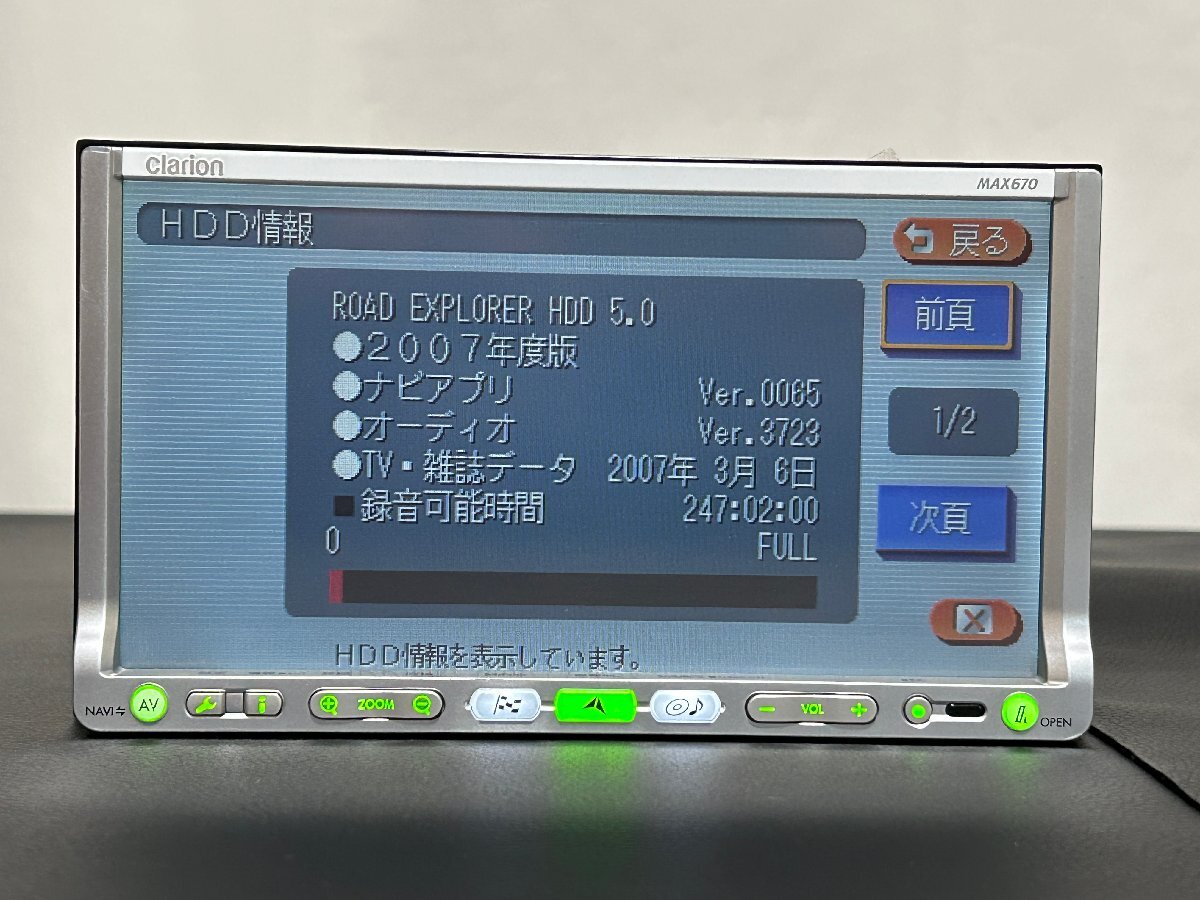 clarion
MAX670
HDD情報
戻る
ROAD EXPLORER HDD 5.0
●2007年度版
●ナビアプリ Ver.0065
●オーディオ Ver.3723
●TV・雑誌データ 2007年 3月 6日
■録音可能時間 247:02:00
0 FULL
前頁
1/2
次頁
HDD情報を表示しています。
NAVI AV ZOOM VOL OPEN